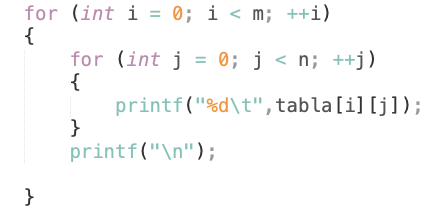 for (int i = 0; i < m; ++i)
{
    for (int j = 0; j < n; ++j)
    {
        printf("%d\t",tabla[i][j]);
    }
    printf("\n");
}